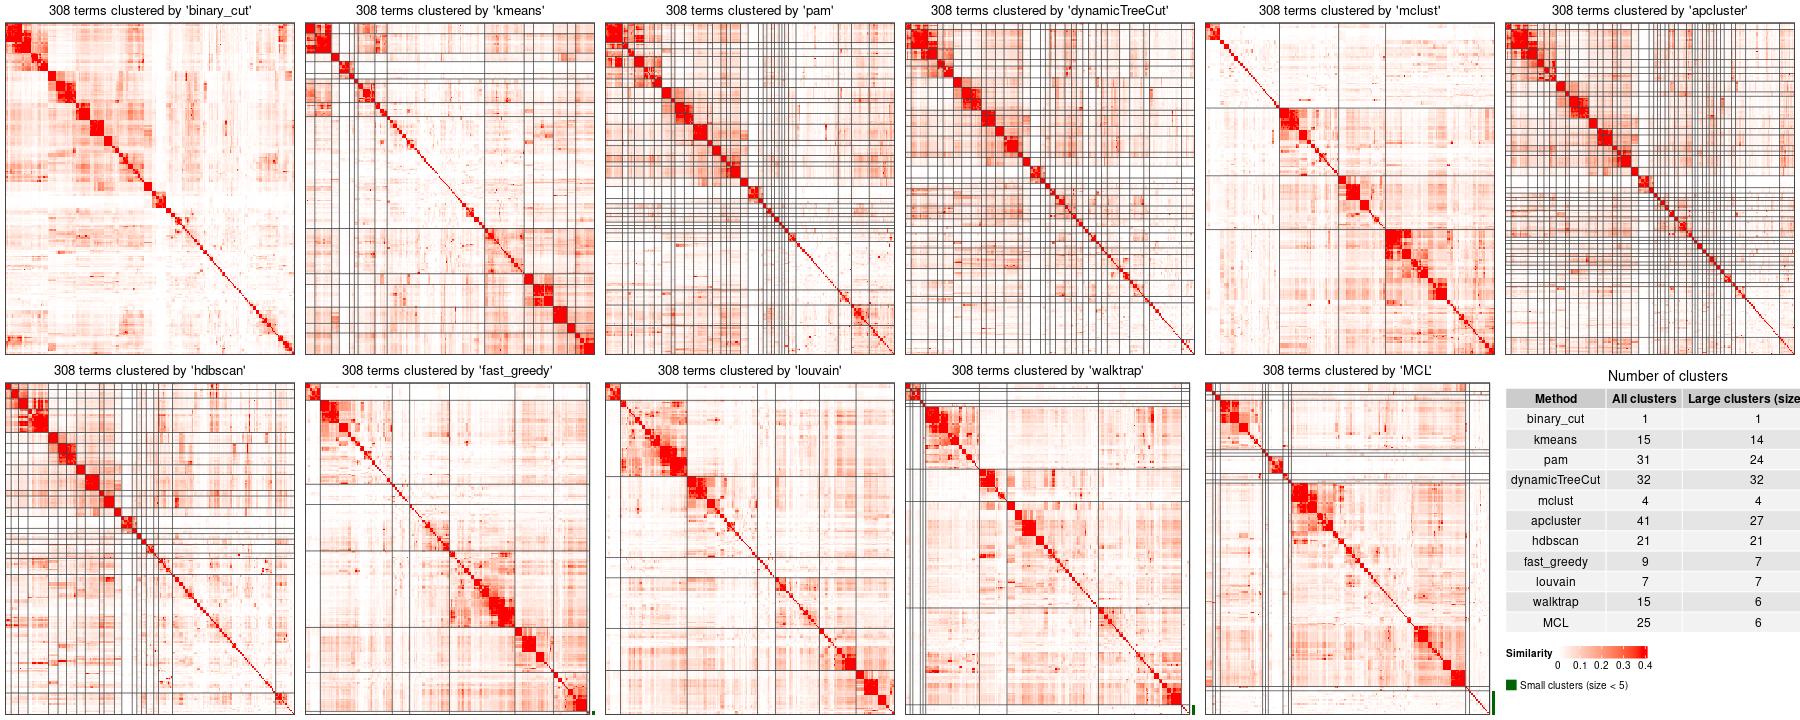 308 terms clustered by 'binary_cut'
308 terms clustered by 'kmeans'
308 terms clustered by 'pam'
308 terms clustered by 'dynamicTreeCut'
308 terms clustered by 'mclust'
308 terms clustered by 'apcluster'
308 terms clustered by 'hdbscan'
308 terms clustered by 'fast_greedy'
308 terms clustered by 'louvain'
308 terms clustered by 'walktrap'
308 terms clustered by 'MCL'
Number of clusters
Method All clusters Large clusters (size
binary_cut 1 1
kmeans 15 14
pam 31 24
dynamicTreeCut 32 32
mclust 4 4
apcluster 41 27
hdbscan 21 21
fast_greedy 9 7
louvain 7 7
walktrap 15 6
MCL 25 6
Similarity
0 0.1 0.2 0.3 0.4
Small clusters (size < 5)